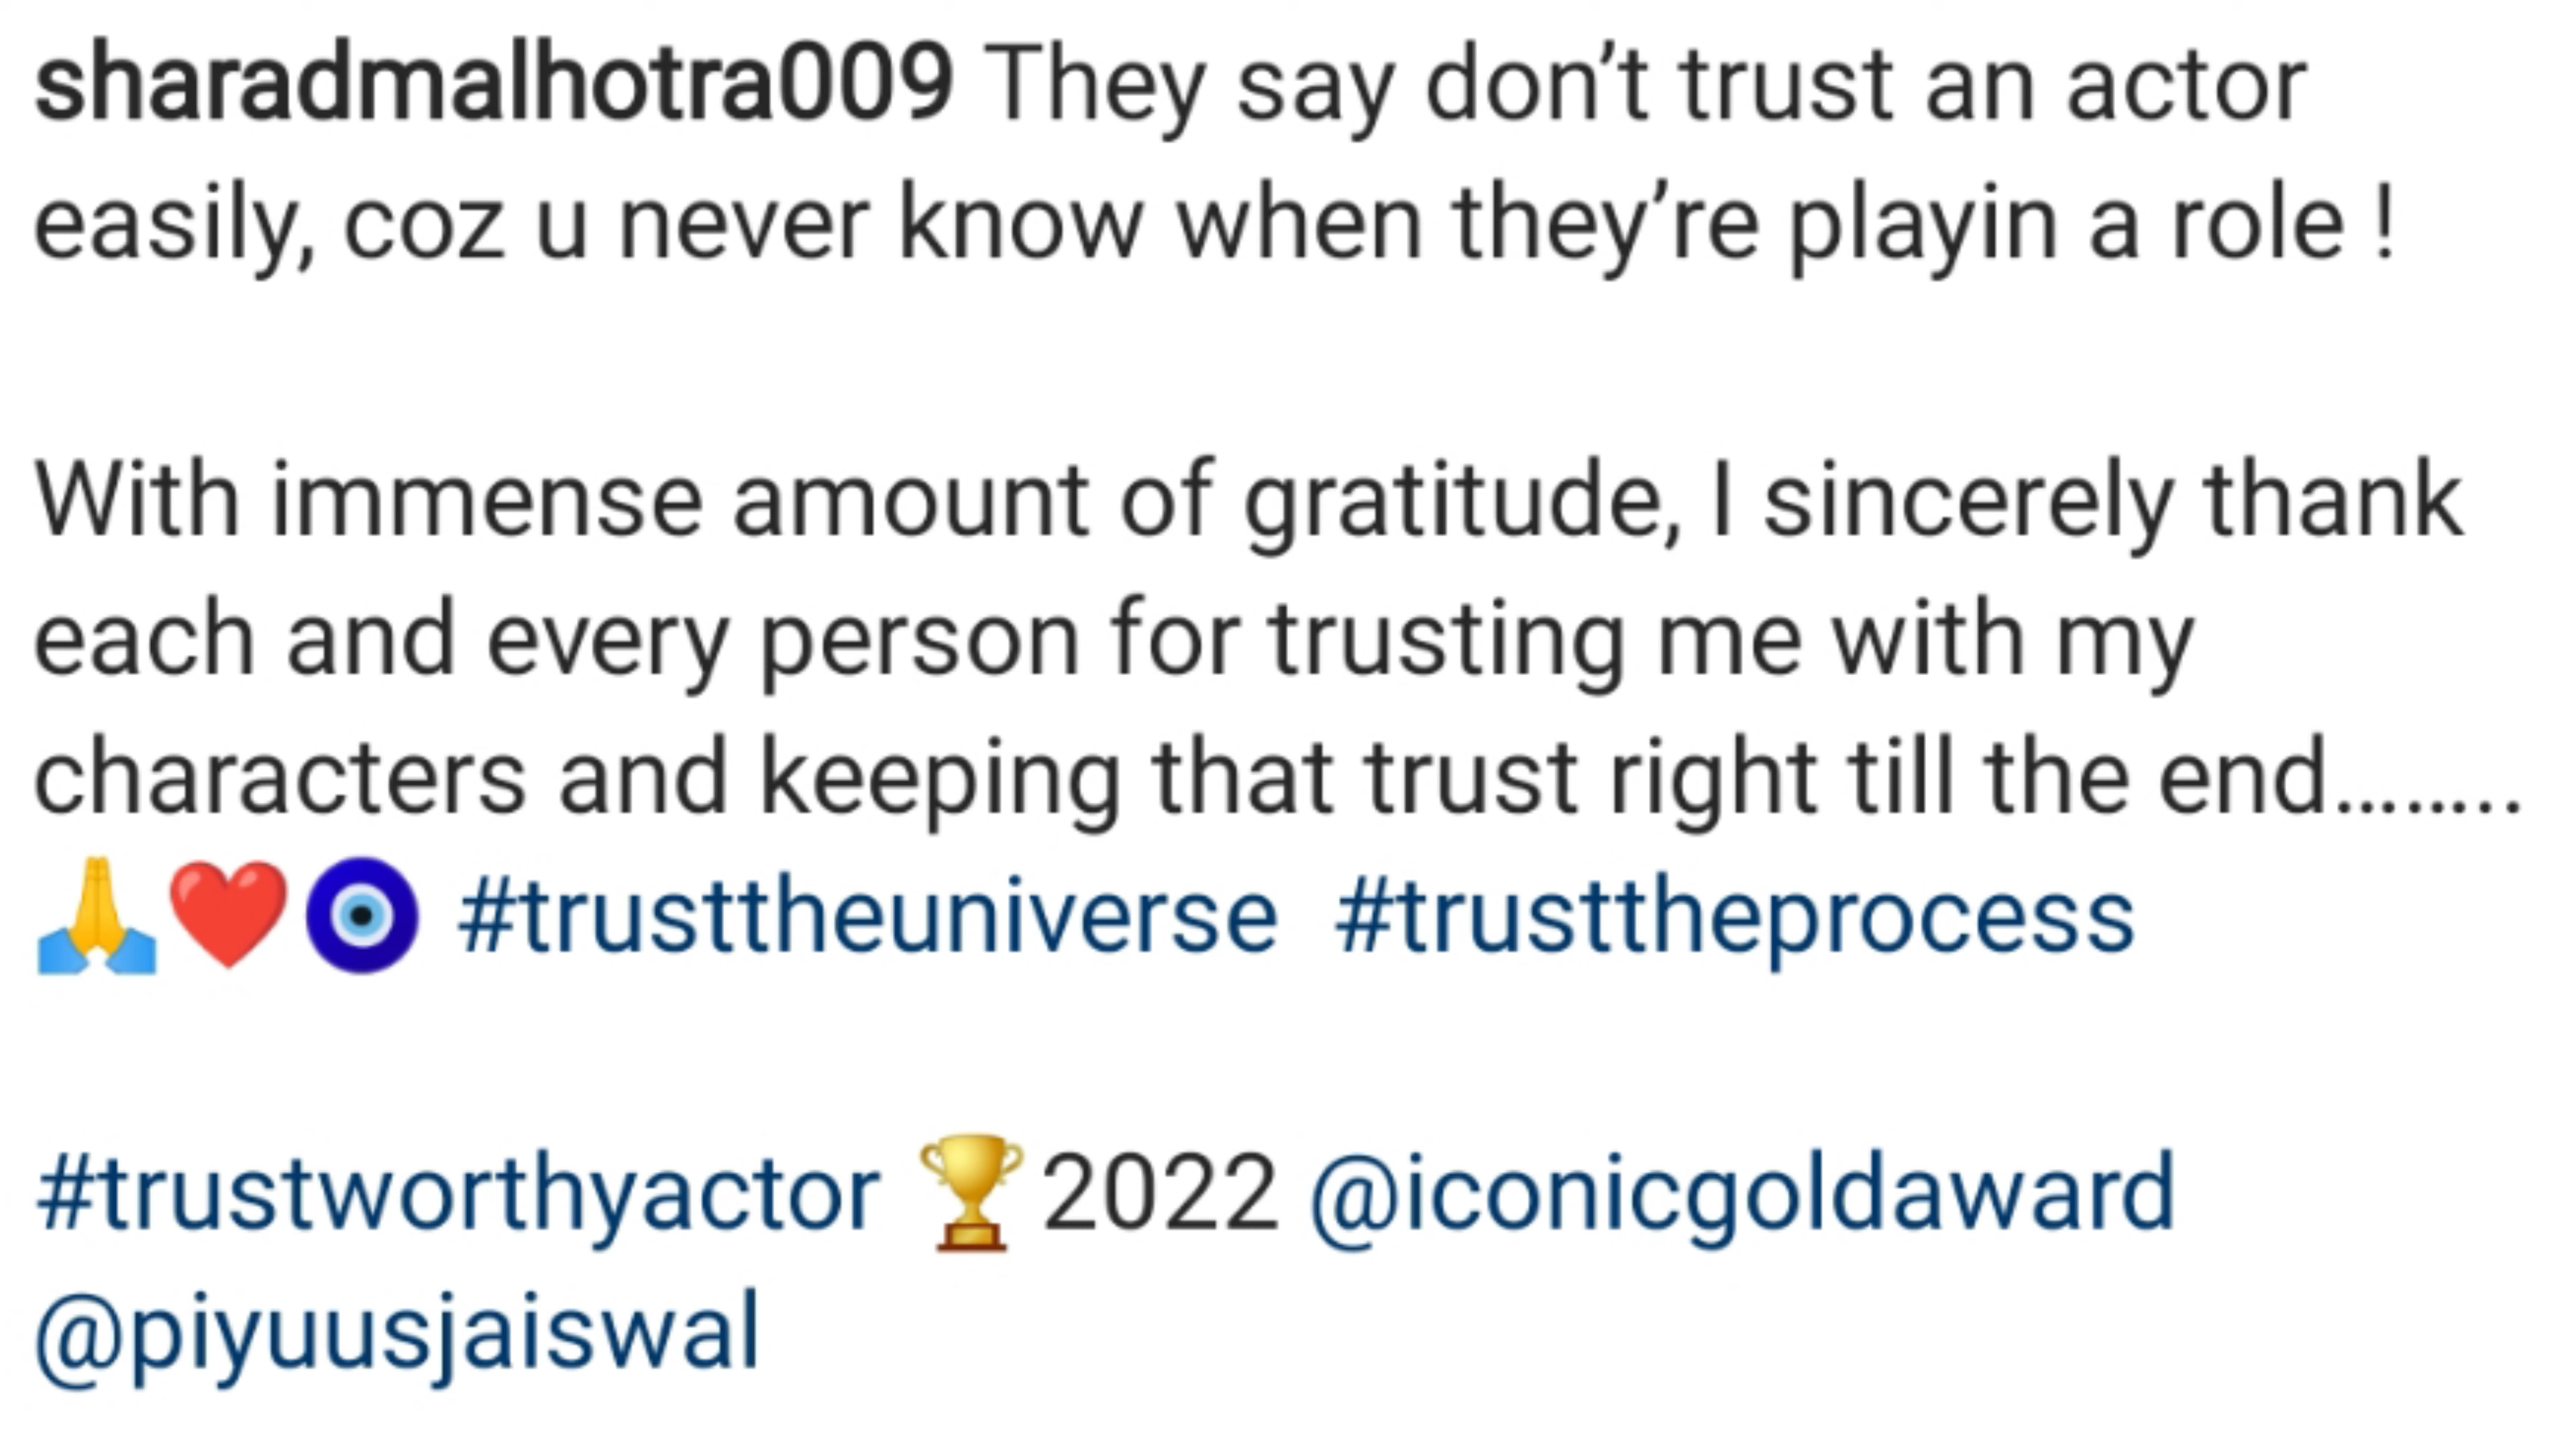 sharadmalhotra009 They say don’t trust an actor
easily, coz u never know when they’re playin a role !
With immense amount of gratitude, I sincerely thank
each and every person for trusting me with my
characters and keeping that trust right till the end……..
🙏❤️🧿 #trusttheuniverse #trusttheprocess
#trustworthyactor 🏆2022 @iconicgoldaward
@piyuusjaiswal